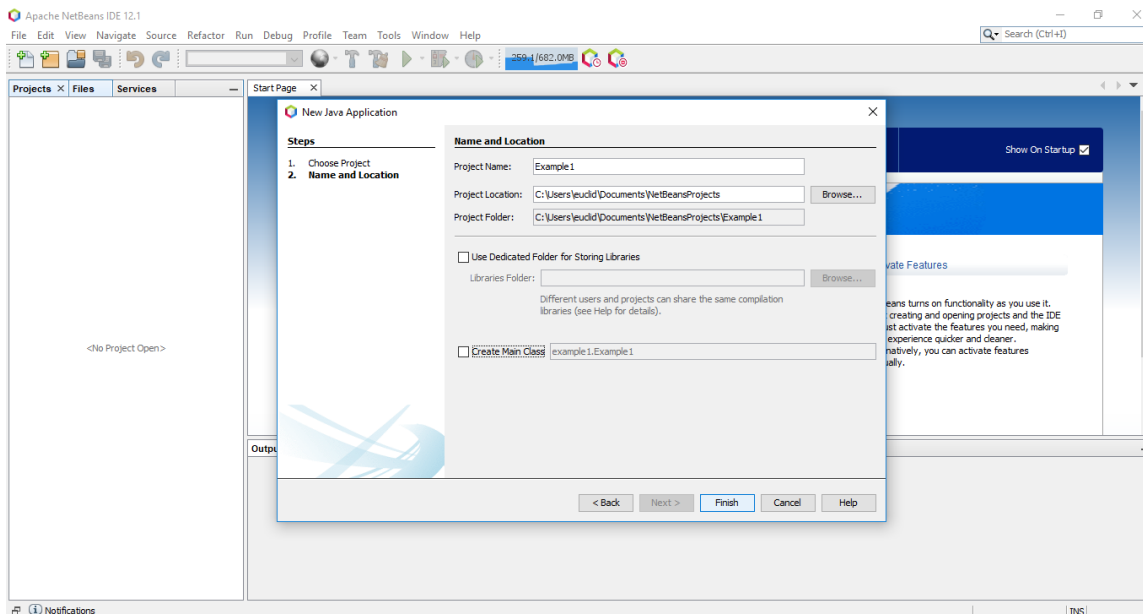 Apache NetBeans IDE 12.1
File Edit View Navigate Source Refactor Run Debug Profile Team Tools Window Help
Search (Ctrl+I)
259.1/682.0MB
Projects Files Services
Start Page
New Java Application
Steps
1. Choose Project
2. Name and Location
Name and Location
Project Name: Example1
Project Location: C:\Users\euclid\Documents\NetBeansProjects Browse...
Project Folder: C:\Users\euclid\Documents\NetBeansProjects\Example1
Use Dedicated Folder for Storing Libraries
Libraries Folder: Browse...
Different users and projects can share the same compilation
libraries (see Help for details).
Create Main Class example1.Example1
< Back Next > Finish Cancel Help
Show On Startup
vate Features
eans turns on functionality as you use it.
creating and opening projects and the IDE
ust activate the features you need, making
experience quicker and cleaner.
natively, you can activate features
ually.
<No Project Open>
Outpu
Notifications
INS